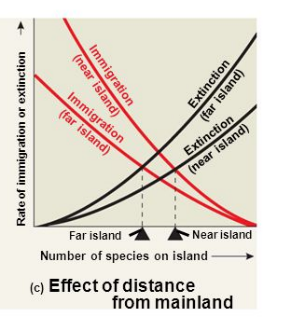 Immigration
(near island)
Immigration
(far island)
Extinction
(far island)
Extinction
(near island)
Rate of immigration or extinction
Far island
Near island
Number of species on island
(c) Effect of distance
from mainland